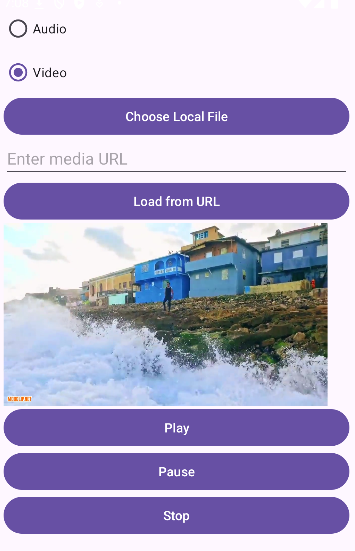 Audio
Video
Choose Local File
Enter media URL
Load from URL
Play
Pause
Stop